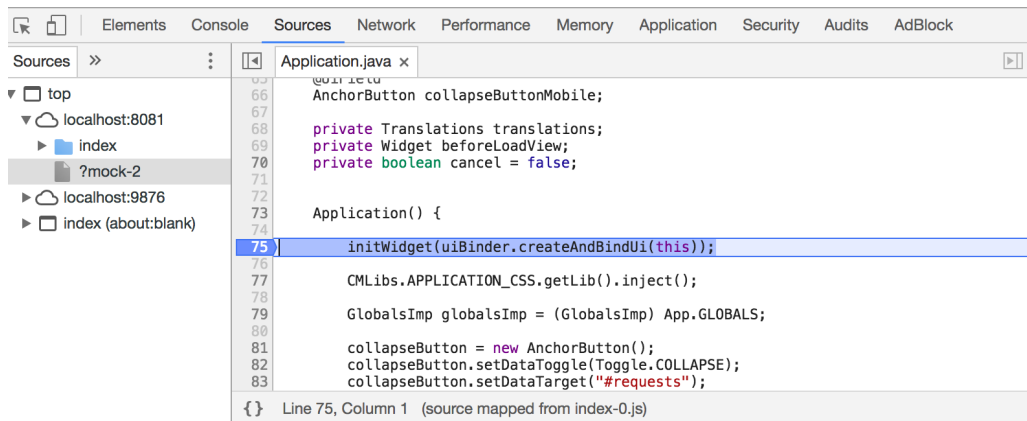 Elements Console Sources Network Performance Memory Application Security Audits AdBlock
Sources » Application.java ×
65 @UiField
66 AnchorButton collapseButtonMobile;
67
68 private Translations translations;
69 private Widget beforeLoadView;
70 private boolean cancel = false;
71
72
73 Application() {
74
75 initWidget(uiBinder.createAndBindUi(this));
76
77 CMLibs.APPLICATION_CSS.getLib().inject();
78
79 GlobalsImp globalsImp = (GlobalsImp) App.GLOBALS;
80
81 collapseButton = new AnchorButton();
82 collapseButton.setDataToggle(Toggle.COLLAPSE);
83 collapseButton.setDataTarget("#requests");
top
localhost:8081
index
?mock-2
localhost:9876
index (about:blank)
{} Line 75, Column 1 (source mapped from index-0.js)